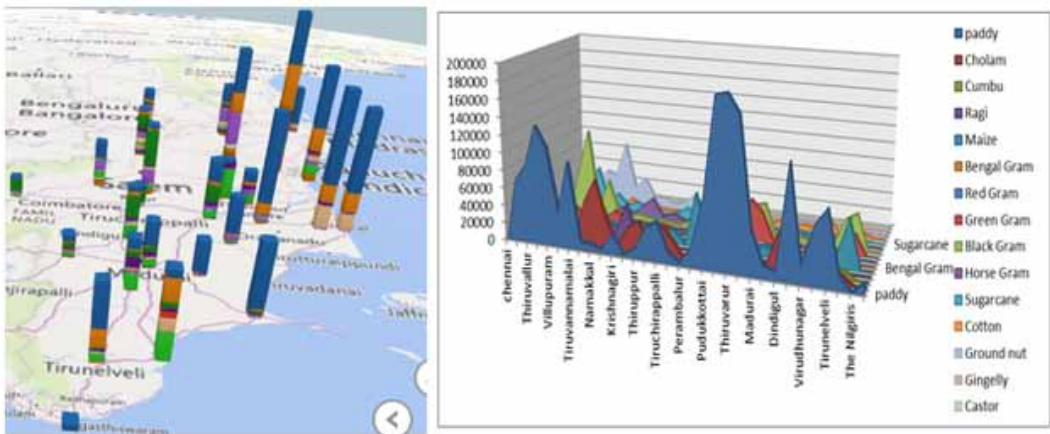 Bengaluru
Bangalore
Salem
Coimbatore
TAMIL
NADU
Madurai
Tirunelveli
200000
180000
160000
140000
120000
100000
80000
60000
40000
20000
0
chennai
Thiruvallur
Villupuram
Tiruvannamalai
Namakkal
Krishnagiri
Thiruppur
Tiruchirappalli
Perambalur
Pudukkottai
Thiruvarur
Madurai
Dindigul
Virudhunagar
Tirunelveli
The Nilgiris
Sugarcane
Bengal Gram
paddy
paddy
Cholam
Cumbu
Ragi
Maize
Bengal Gram
Red Gram
Green Gram
Black Gram
Horse Gram
Sugarcane
Cotton
Ground nut
Gingelly
Castor